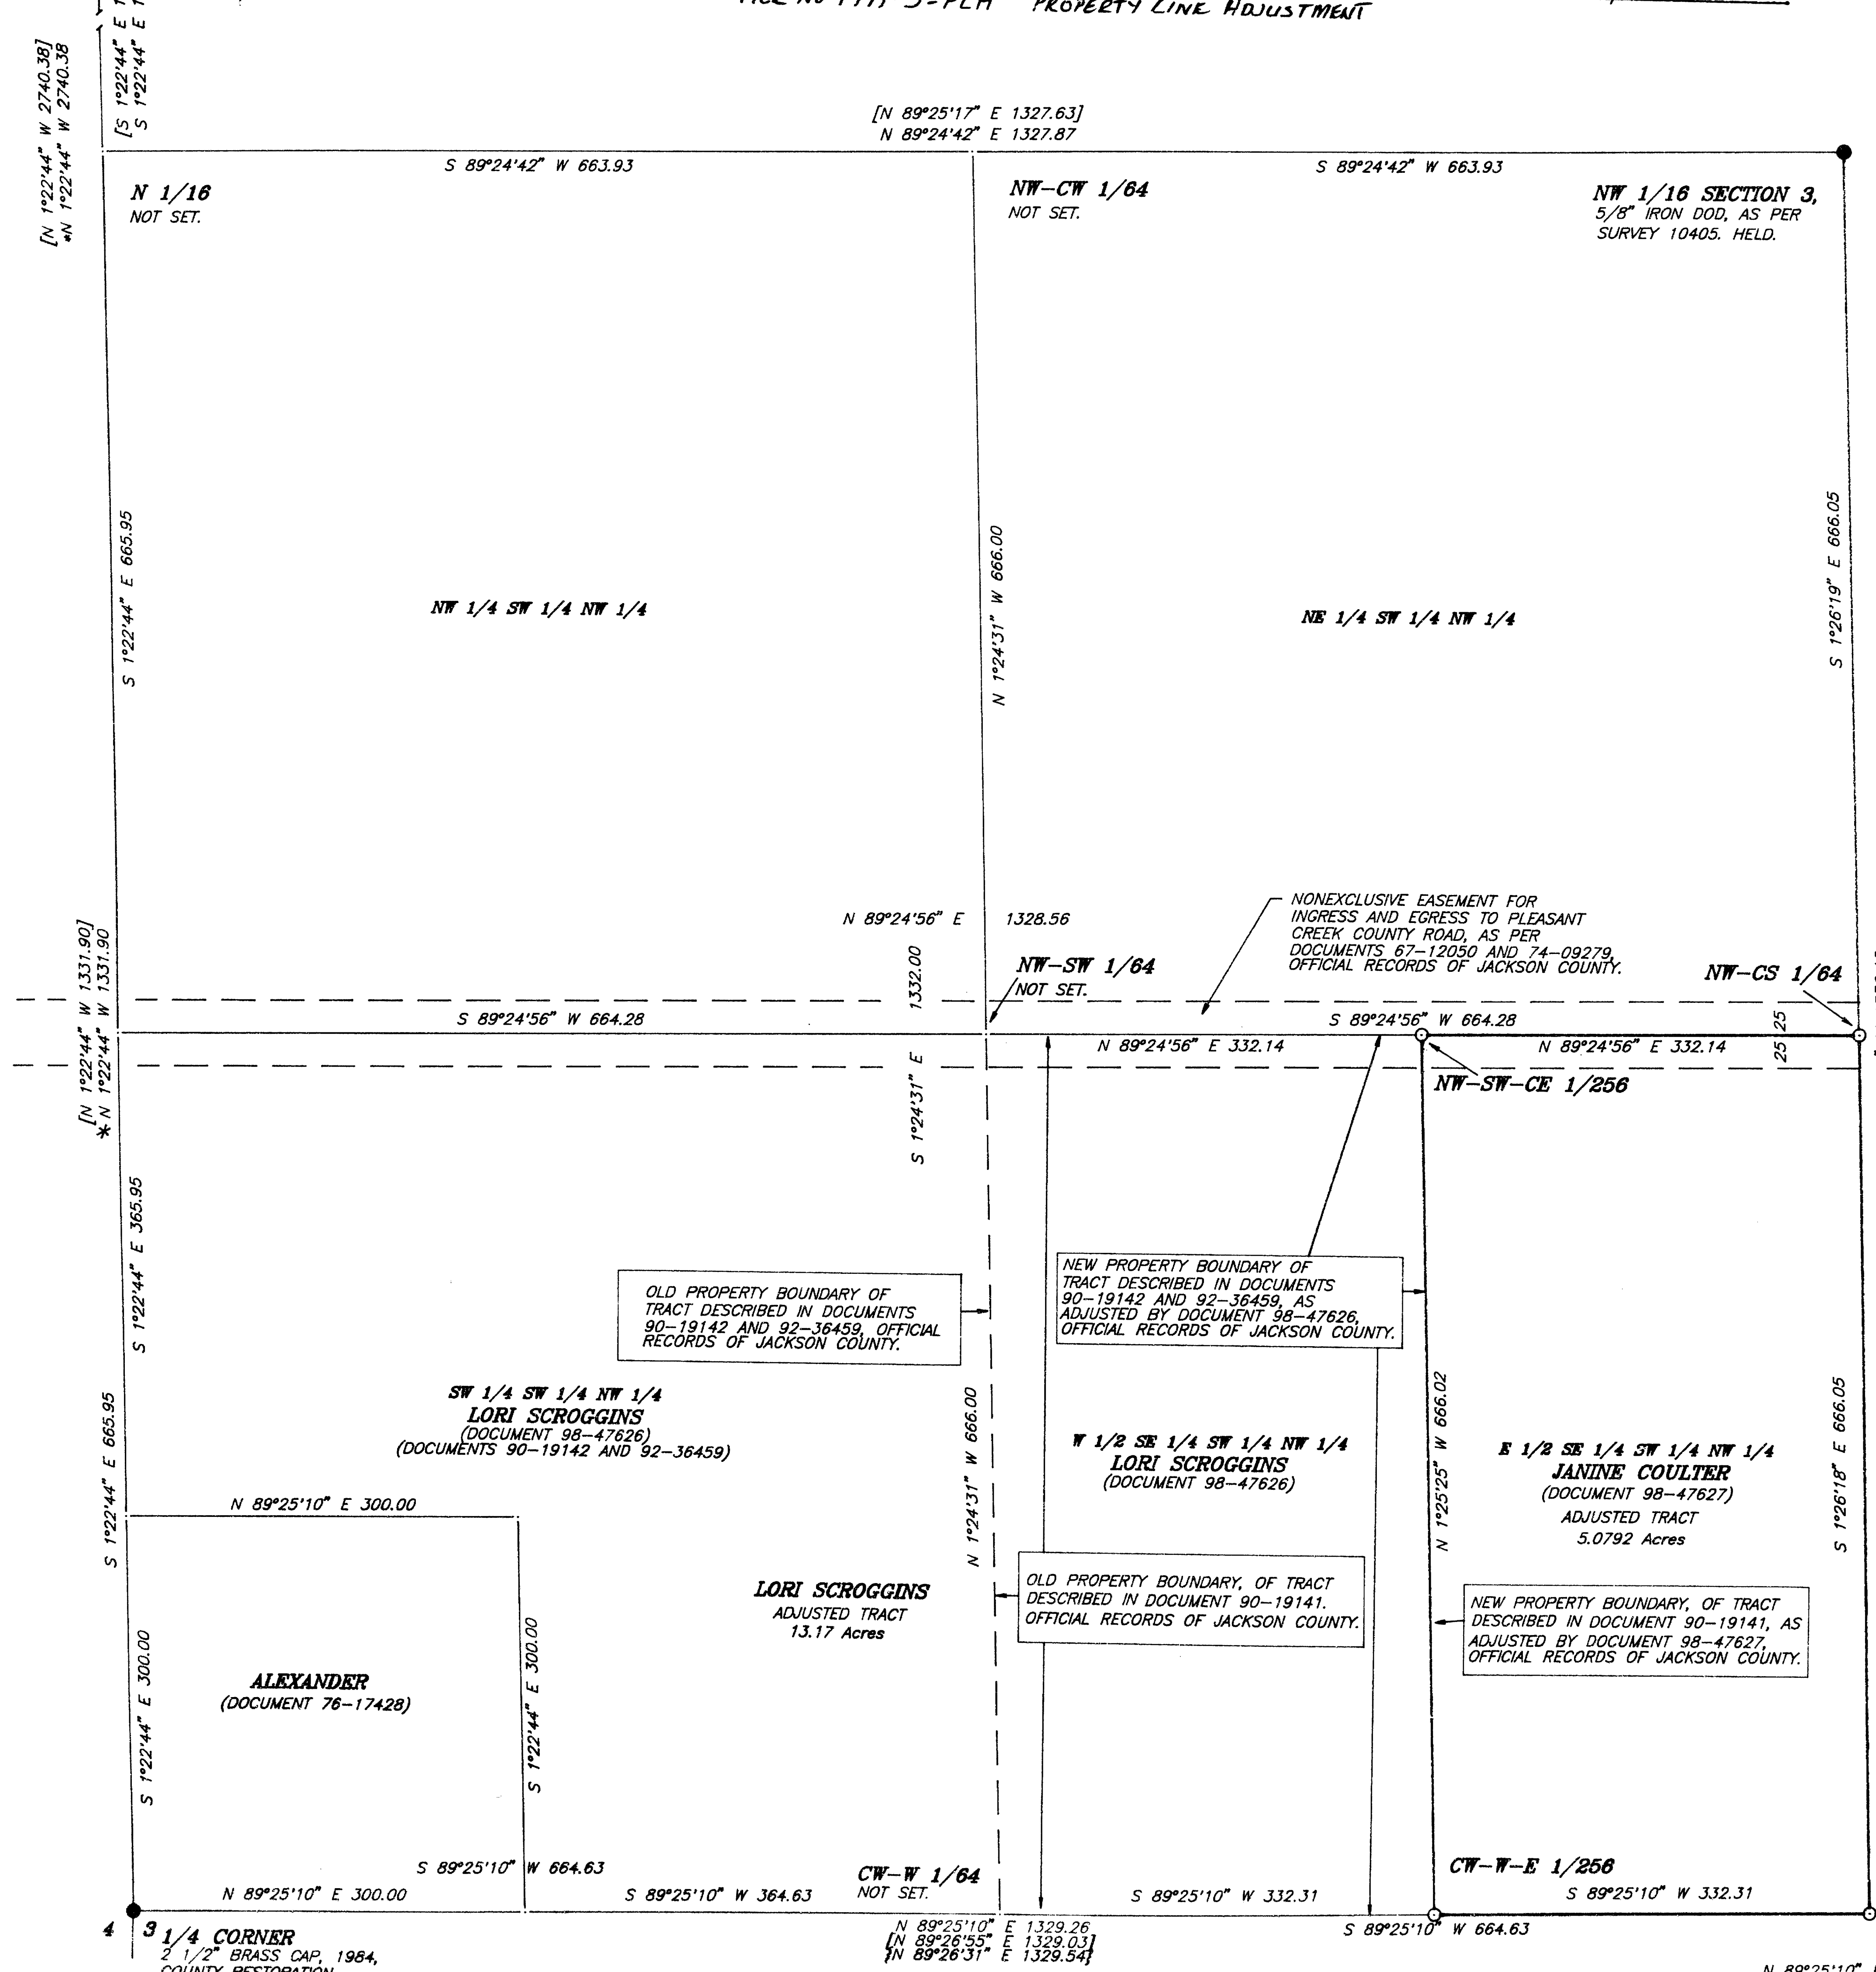 PROPERTY LINE ADJUSTMENT
[N 1°22'44" W 2740.38]
*N 1°22'44" W 2740.38
[S 1°22'44" E
S 1°22'44" E
[N 89°25'17" E 1327.63]
N 89°24'42" E 1327.87
S 89°24'42" W 663.93
S 89°24'42" W 663.93
N 1/16
NOT SET.
NW-CW 1/64
NOT SET.
NW 1/16 SECTION 3,
5/8" IRON DOD, AS PER
SURVEY 10405. HELD.
S 1°22'44" E 665.95
N 1°24'31" W 666.00
S 1°26'19" E 666.05
NW 1/4 SW 1/4 NW 1/4
NE 1/4 SW 1/4 NW 1/4
N 89°24'56" E 1328.56
NONEXCLUSIVE EASEMENT FOR
INGRESS AND EGRESS TO PLEASANT
CREEK COUNTY ROAD, AS PER
DOCUMENTS 67-12050 AND 74-09279,
OFFICIAL RECORDS OF JACKSON COUNTY.
[N 1°22'44" W 1331.90]
* N 1°22'44" W 1331.90
S 1°24'31" E 1332.00
NW-SW 1/64
NOT SET.
NW-CS 1/64
S 89°24'56" W 664.28
S 89°24'56" W 664.28
25 25
N 89°24'56" E 332.14
N 89°24'56" E 332.14
NW-SW-CE 1/256
S 1°22'44" E 365.95
OLD PROPERTY BOUNDARY OF
TRACT DESCRIBED IN DOCUMENTS
90-19142 AND 92-36459, OFFICIAL
RECORDS OF JACKSON COUNTY.
NEW PROPERTY BOUNDARY OF
TRACT DESCRIBED IN DOCUMENTS
90-19142 AND 92-36459, AS
ADJUSTED BY DOCUMENT 98-47626,
OFFICIAL RECORDS OF JACKSON COUNTY.
S 1°22'44" E 665.95
SW 1/4 SW 1/4 NW 1/4
LORI SCROGGINS
(DOCUMENT 98-47626)
(DOCUMENTS 90-19142 AND 92-36459)
N 1°24'31" W 666.00
W 1/2 SE 1/4 SW 1/4 NW 1/4
LORI SCROGGINS
(DOCUMENT 98-47626)
N 1°25'25" W 666.02
E 1/2 SE 1/4 SW 1/4 NW 1/4
JANINE COULTER
(DOCUMENT 98-47627)
ADJUSTED TRACT
5.0792 Acres
S 1°26'18" E 666.05
N 89°25'10" E 300.00
LORI SCROGGINS
ADJUSTED TRACT
13.17 Acres
OLD PROPERTY BOUNDARY, OF TRACT
DESCRIBED IN DOCUMENT 90-19141.
OFFICIAL RECORDS OF JACKSON COUNTY.
NEW PROPERTY BOUNDARY, OF TRACT
DESCRIBED IN DOCUMENT 90-19141, AS
ADJUSTED BY DOCUMENT 98-47627,
OFFICIAL RECORDS OF JACKSON COUNTY.
S 1°22'44" E 300.00
ALEXANDER
(DOCUMENT 76-17428)
S 1°22'44" E 300.00
S 89°25'10" W 664.63
N 89°25'10" E 300.00
S 89°25'10" W 364.63
CW-W 1/64
NOT SET.
S 89°25'10" W 332.31
CW-W-E 1/256
S 89°25'10" W 332.31
4 3 1/4 CORNER
2 1/2" BRASS CAP, 1984,
COUNTY RESTORATION
N 89°25'10" E 1329.26
[N 89°26'55" E 1329.03]
}N 89°26'31" E 1329.54}
S 89°25'10" W 664.63
N 89°25'10"